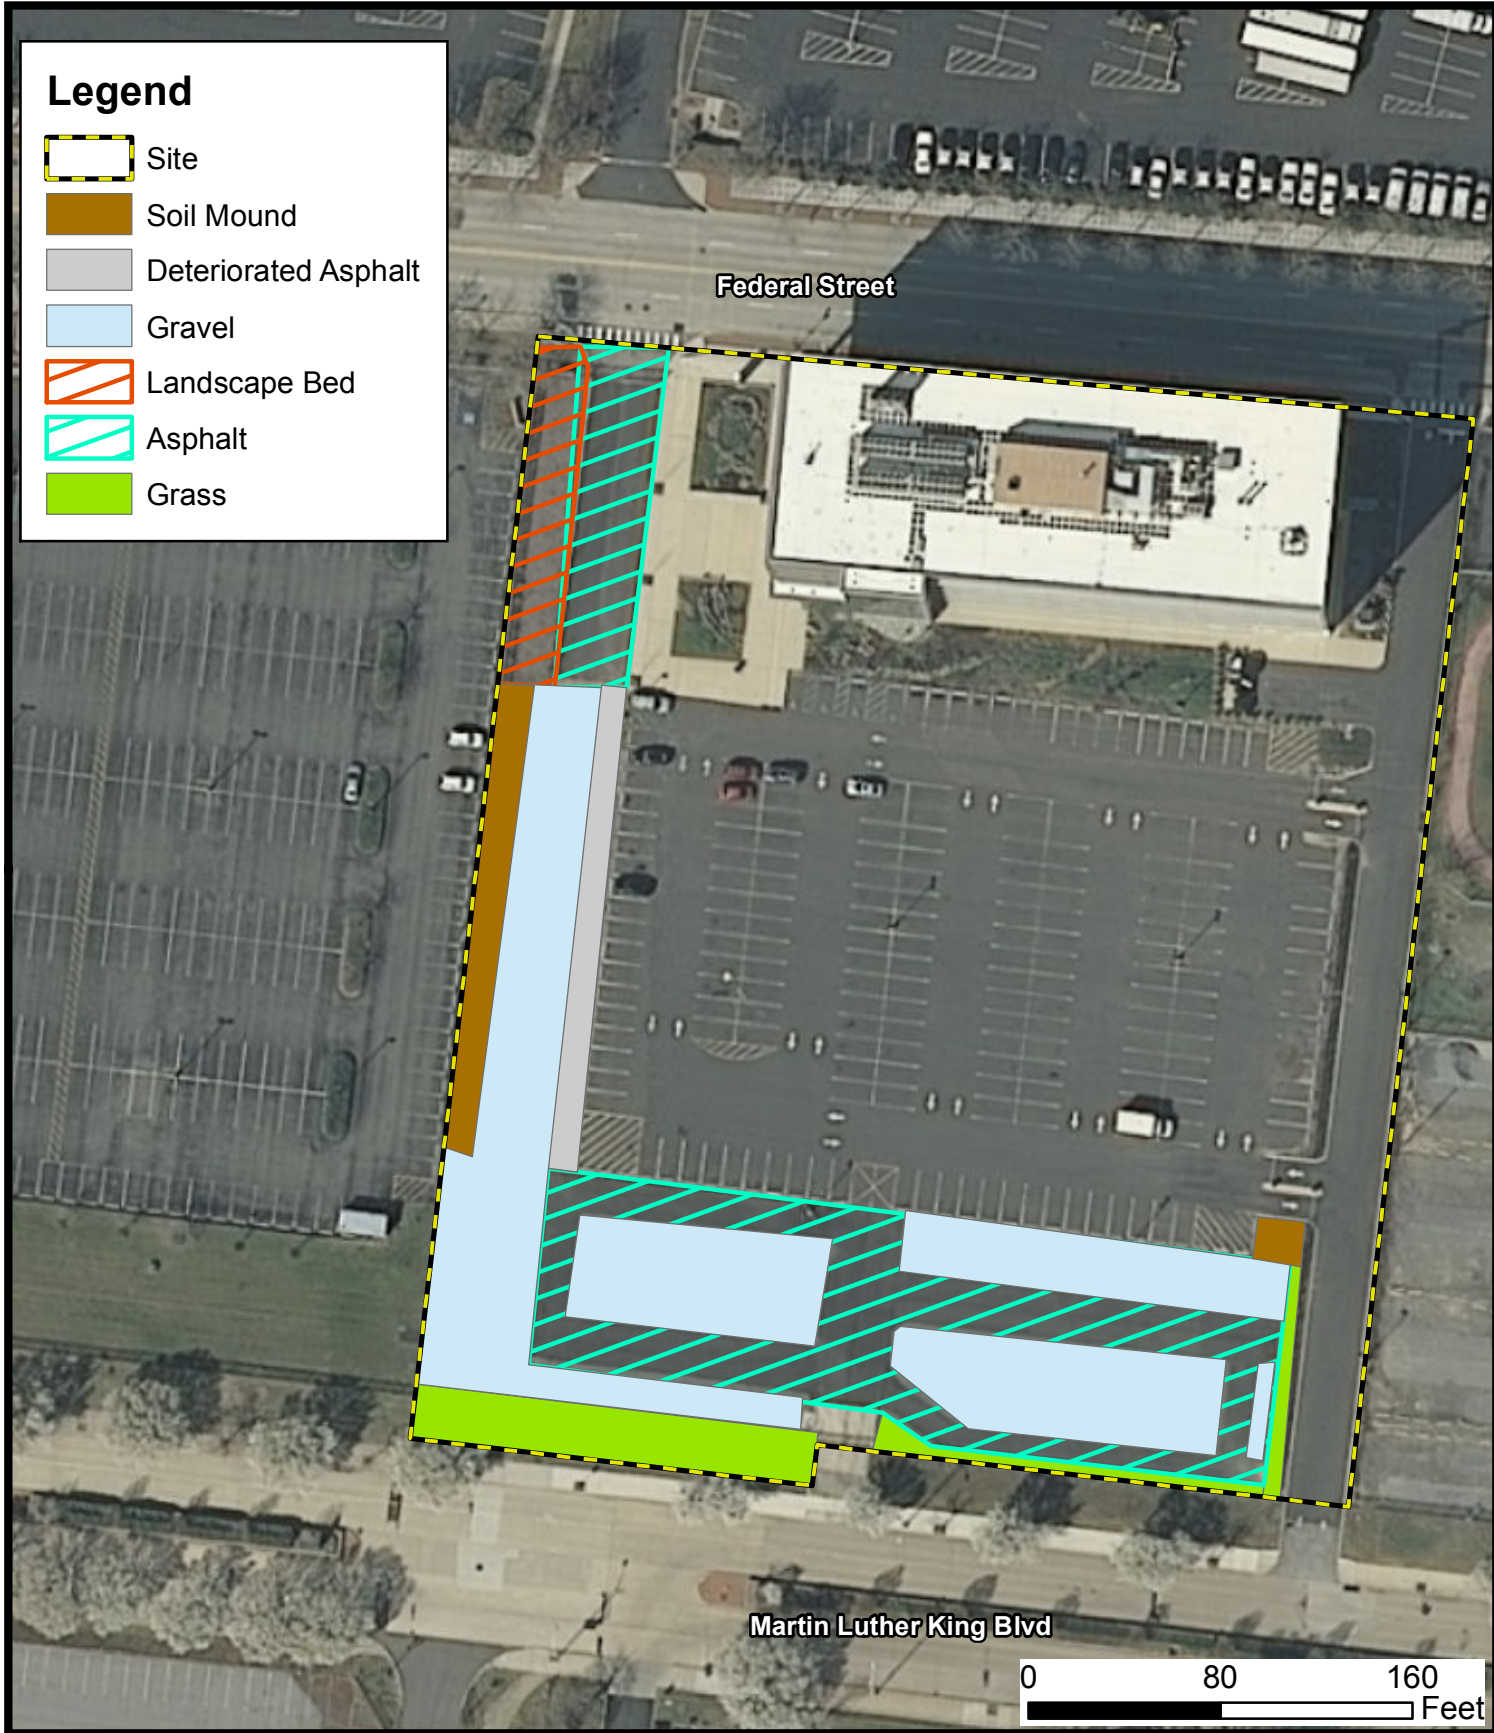 Legend
Site
Soil Mound
Deteriorated Asphalt
Gravel
Landscape Bed
Asphalt
Grass
Federal Street
Martin Luther King Blvd
0 80 160
Feet